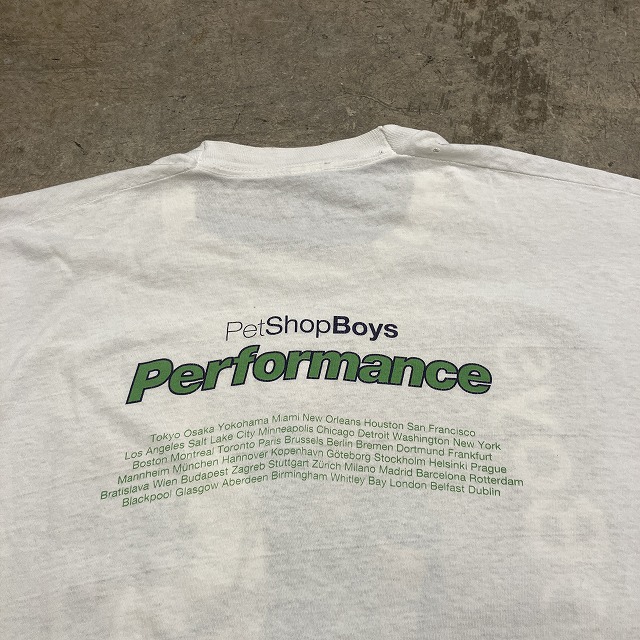 PetShopBoys
Performance
Tokyo Osaka Yokohama Miami New Orleans Houston San Francisco
Los Angeles Salt Lake City Minneapolis Chicago Detroit Washington New York
Boston Montreal Toronto Paris Brussels Berlin Bremen Dortmund Frankfurt
Mannheim München Hannover Kopenhavn Göteborg Stockholm Helsinki Prague
Bratislava Wien Budapest Zagreb Stuttgart Zürich Milano Madrid Barcelona Rotterdam
Blackpool Glasgow Aberdeen Birmingham Whitley Bay London Belfast Dublin